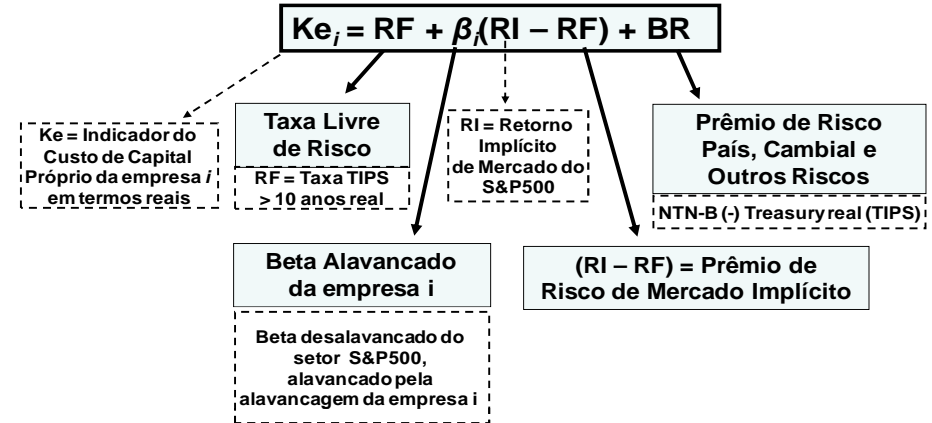 Keᵢ = RF + βᵢ(RI – RF) + BR
Ke = Indicador do
Custo de Capital
Próprio da empresa i
em termos reais
Taxa Livre
de Risco
RF = Taxa TIPS
> 10 anos real
RI = Retorno
Implícito
de Mercado do
S&P500
Prêmio de Risco
País, Cambial e
Outros Riscos
NTN-B (-) Treasury real (TIPS)
Beta Alavancado
da empresa i
Beta desalavancado do
setor S&P500,
alavancado pela
alavancagem da empresa i
(RI – RF) = Prêmio de
Risco de Mercado Implícito